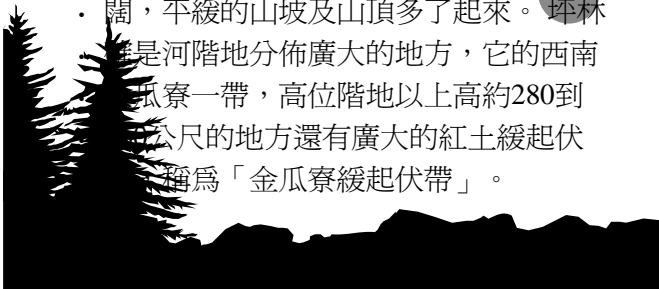 闊，平緩的山坡及山頂多了起來。 坪林
是河階地分佈廣大的地方，它的西南
瓜寮一帶，高位階地以上高約280到
公尺的地方還有廣大的紅土緩起伏
稱爲「金瓜寮緩起伏帶」。